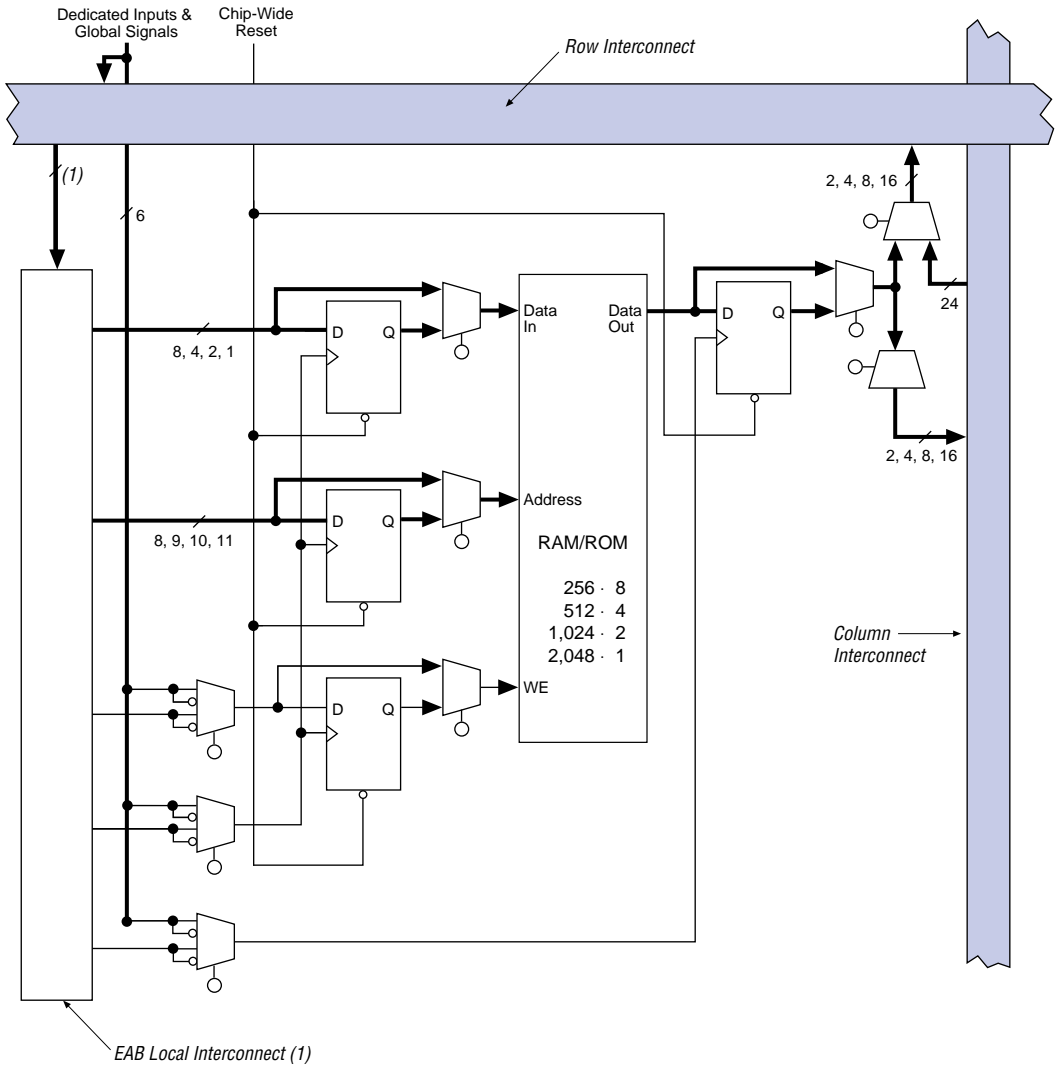 Dedicated Inputs &
Global Signals
Chip-Wide
Reset
Row Interconnect
(1)
6
2, 4, 8, 16
24
D
Q
8, 4, 2, 1
Data
In
Data
Out
D
Q
2, 4, 8, 16
D
Q
8, 9, 10, 11
Address
RAM/ROM
256 · 8
512 · 4
1,024 · 2
2,048 · 1
Column
Interconnect
D
Q
WE
EAB Local Interconnect (1)